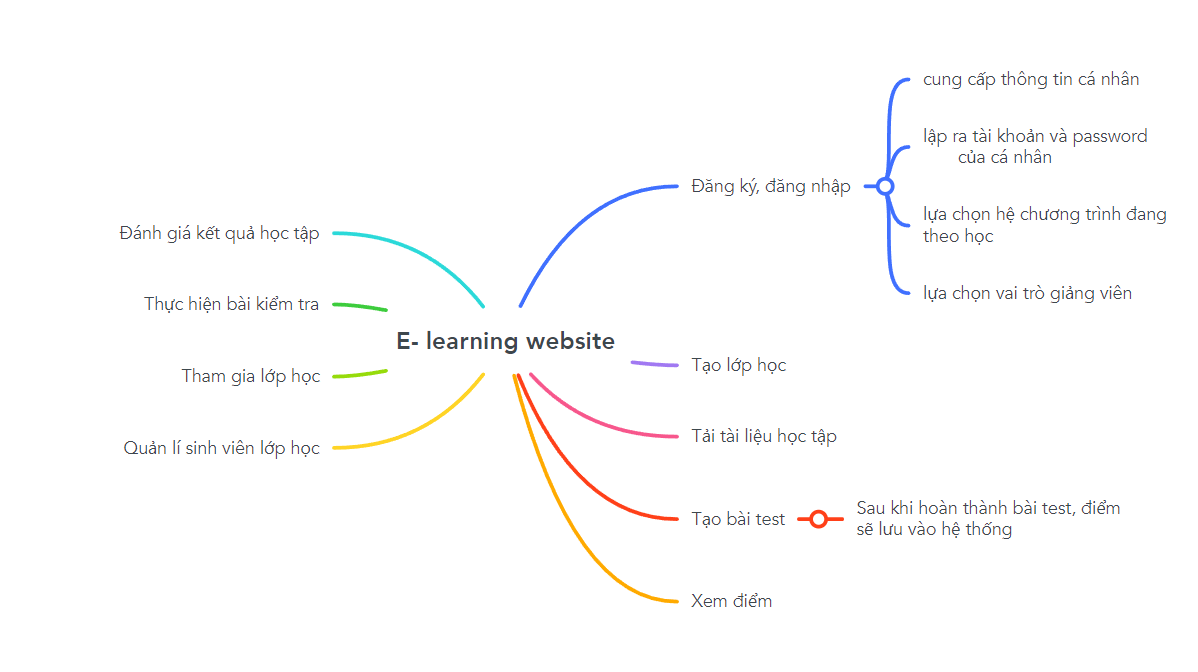 cung cấp thông tin cá nhân
lập ra tài khoản và password
của cá nhân
Đăng ký, đăng nhập
lựa chọn hệ chương trình đang
theo học
lựa chọn vai trò giảng viên
Đánh giá kết quả học tập
Thực hiện bài kiểm tra
E- learning website
Tham gia lớp học
Quản lí sinh viên lớp học
Tạo lớp học
Tải tài liệu học tập
Tạo bài test
Sau khi hoàn thành bài test, điểm
sẽ lưu vào hệ thống
Xem điểm